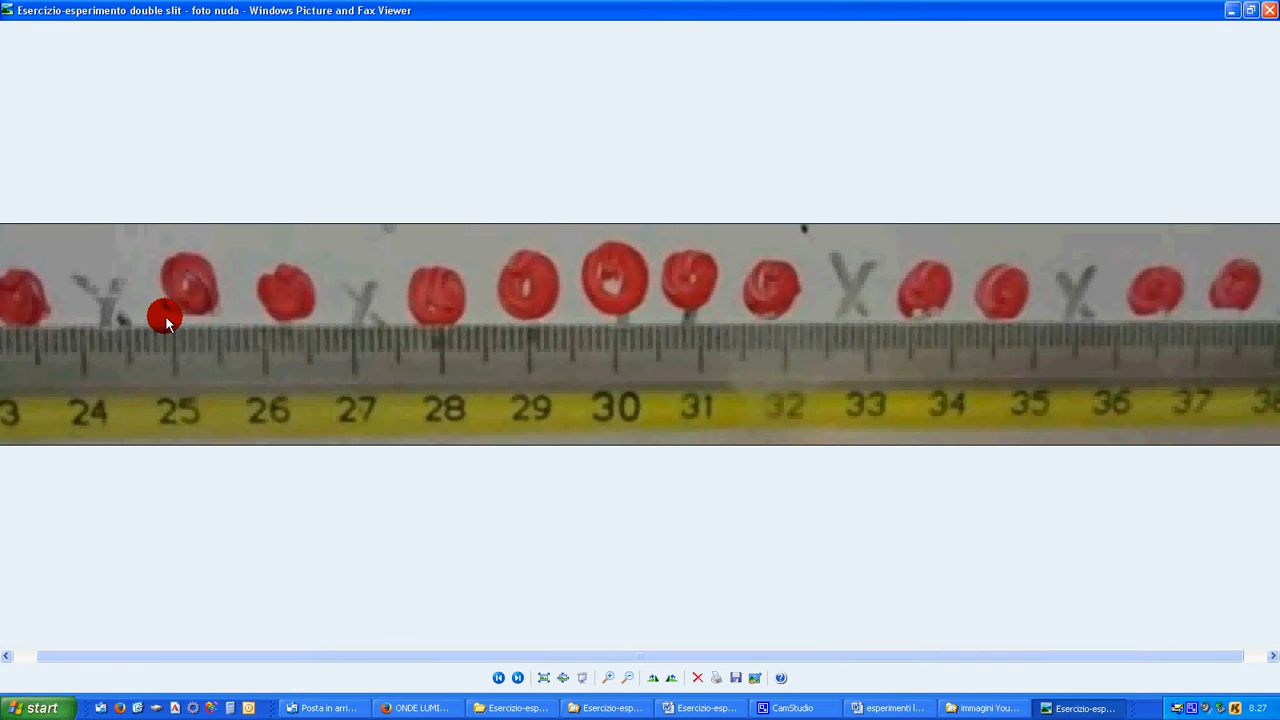 Esercizio-esperimento double slit - foto nuda - Windows Picture and Fax Viewer
X X X X
3 24 25 26 27 28 29 30 31 32 33 34 35 36 37 38
start Posta in arri... ONDE LUMI... Esercizio-esp... Esercizio-esp... Esercizio-esp... CamStudio esperimenti l... immagini You... Esercizio-esp... 8.27